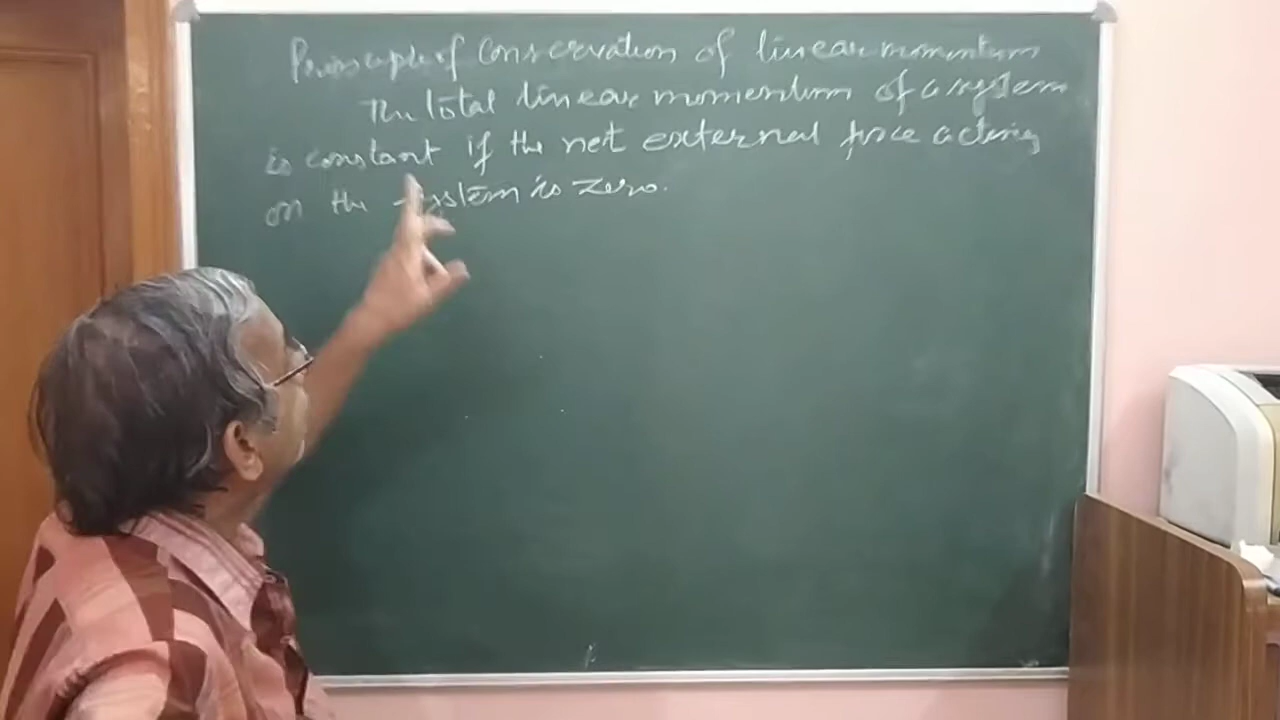 Principle of Conservation of linear momentum
The total linear momentum of a system
is constant if the net external force acting
on the system is zero.